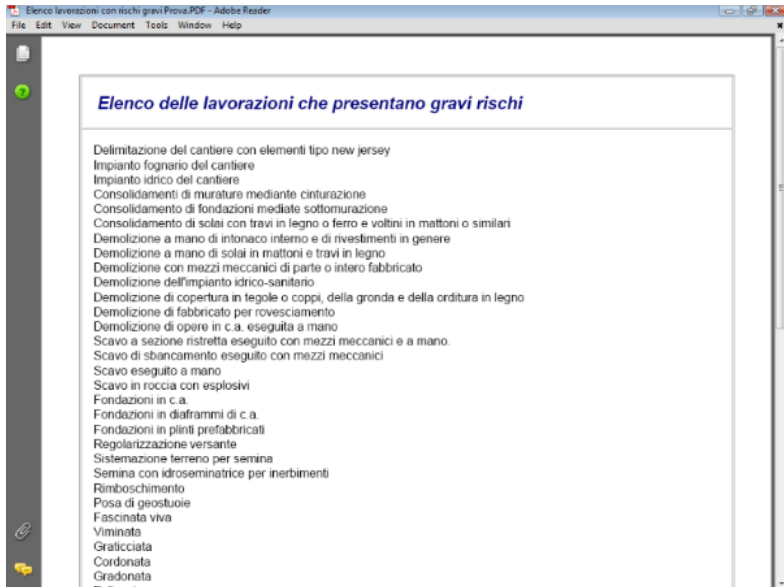 Elenco lavorazioni con rischi gravi Prova.PDF - Adobe Reader
File Edit View Document Tools Window Help
Elenco delle lavorazioni che presentano gravi rischi
Delimitazione del cantiere con elementi tipo new jersey
Impianto fognario del cantiere
Impianto idrico del cantiere
Consolidamenti di murature mediante cinturazione
Consolidamento di fondazioni mediate sottomurazione
Consolidamento di solai con travi in legno o ferro e voltini in mattoni o similari
Demolizione a mano di intonaco interno e di rivestimenti in genere
Demolizione a mano di solai in mattoni e travi in legno
Demolizione con mezzi meccanici di parte o intero fabbricato
Demolizione dell'impianto idrico-sanitario
Demolizione di copertura in tegole o coppi, della gronda e della orditura in legno
Demolizione di fabbricato per rovesciamento
Demolizione di opere in c.a. eseguita a mano
Scavo a sezione ristretta eseguito con mezzi meccanici e a mano.
Scavo di sbancamento eseguito con mezzi meccanici
Scavo eseguito a mano
Scavo in roccia con esplosivi
Fondazioni in c.a.
Fondazioni in diaframmi di c.a.
Fondazioni in plinti prefabbricati
Regolarizzazione versante
Sistemazione terreno per semina
Semina con idroseminatrice per inerbimenti
Rimboschimento
Posa di geostuoie
Fascinata viva
Viminata
Graticciata
Cordonata
Gradonata